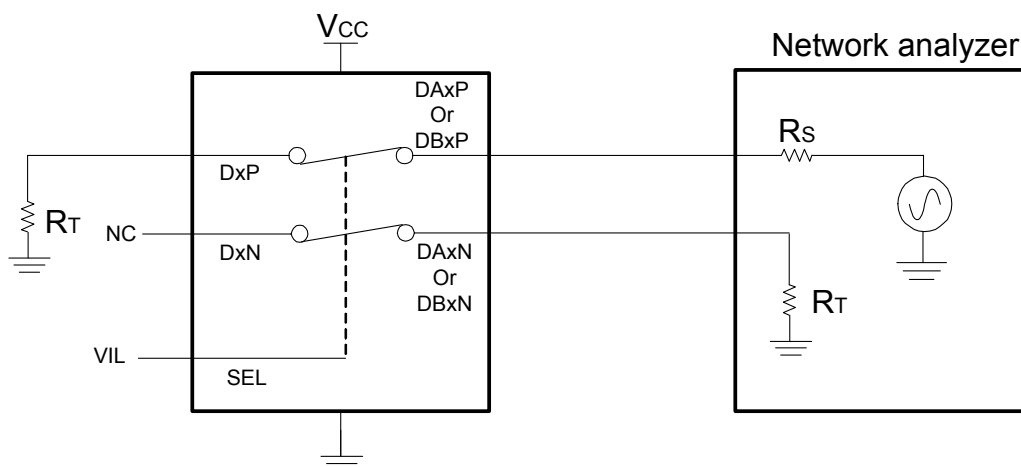 VCC
Network analyzer
DAxP
Or
DBxP
RS
DxP
RT
NC
DxN
DAxN
Or
DBxN
RT
VIL
SEL